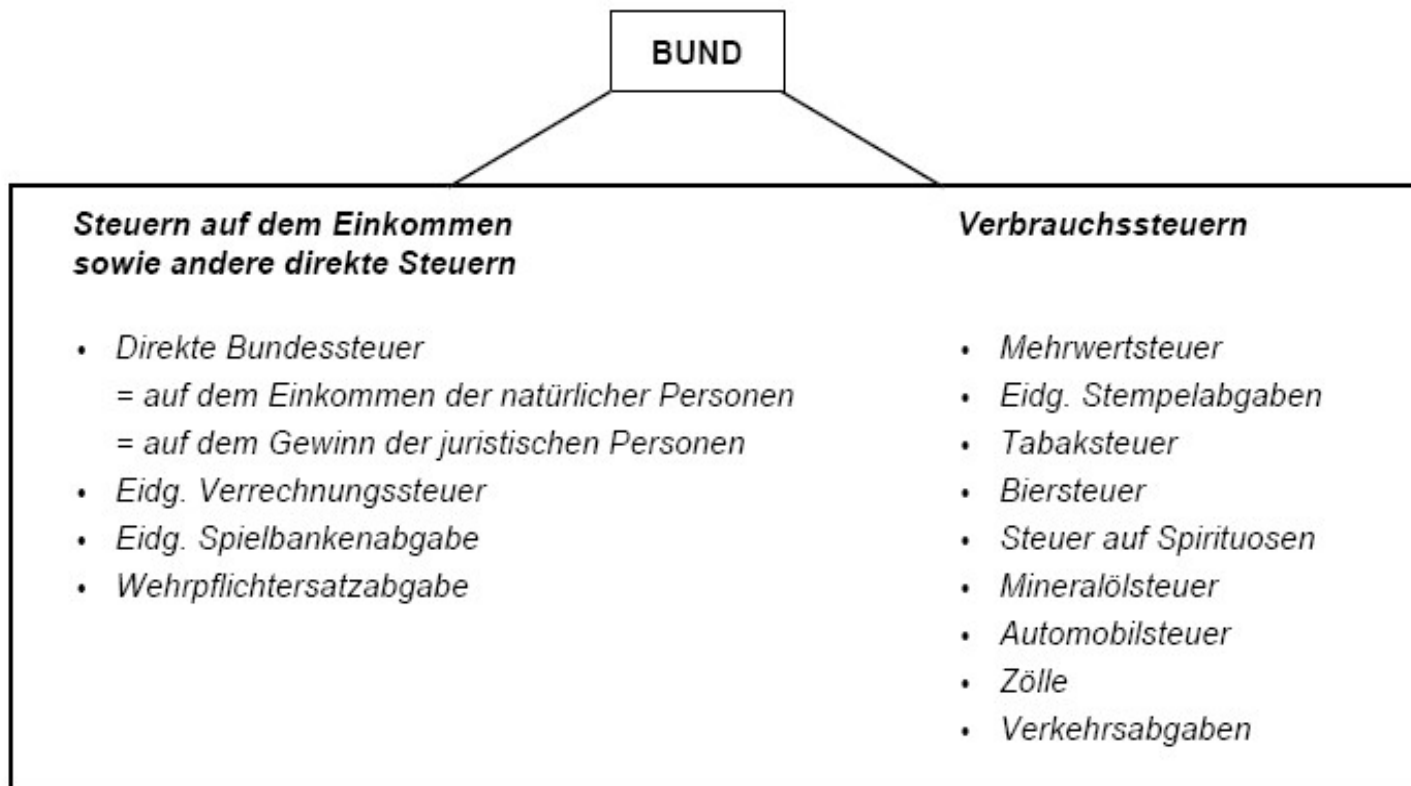 BUND
Steuern auf dem Einkommen
sowie andere direkte Steuern
• Direkte Bundessteuer
= auf dem Einkommen der natürlicher Personen
= auf dem Gewinn der juristischen Personen
• Eidg. Verrechnungssteuer
• Eidg. Spielbankenabgabe
• Wehrpflichtersatzabgabe
Verbrauchssteuern
• Mehrwertsteuer
• Eidg. Stempelabgaben
• Tabaksteuer
• Biersteuer
• Steuer auf Spirituosen
• Mineralölsteuer
• Automobilsteuer
• Zölle
• Verkehrsabgaben